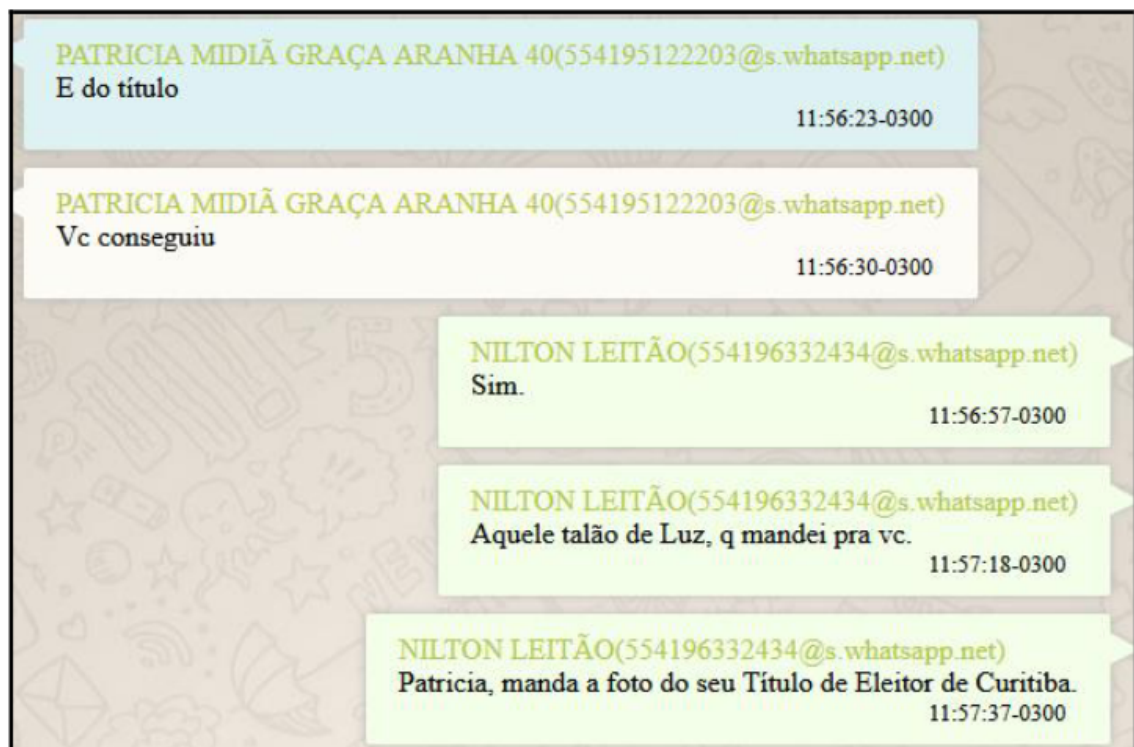 PATRICIA MIDIÃ GRAÇA ARANHA 40(554195122203@s.whatsapp.net)
E do título
11:56:23-0300
PATRICIA MIDIÃ GRAÇA ARANHA 40(554195122203@s.whatsapp.net)
Vc conseguiu
11:56:30-0300
NILTON LEITÃO(554196332434@s.whatsapp.net)
Sim.
11:56:57-0300
NILTON LEITÃO(554196332434@s.whatsapp.net)
Aquele talão de Luz, q mandei pra vc.
11:57:18-0300
NILTON LEITÃO(554196332434@s.whatsapp.net)
Patricia, manda a foto do seu Título de Eleitor de Curitiba.
11:57:37-0300